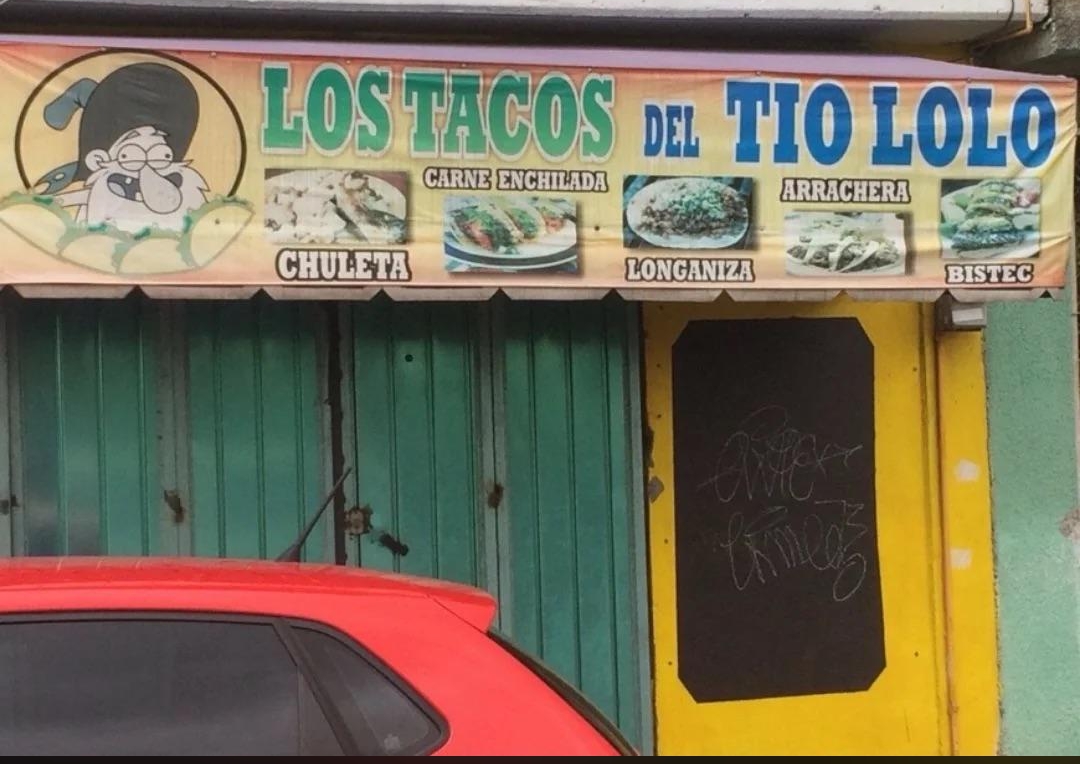 LOS TACOS DEL TIO LOLO
CHULETA
CARNE ENCHILADA
LONGANIZA
ARRACHERA
BISTEC